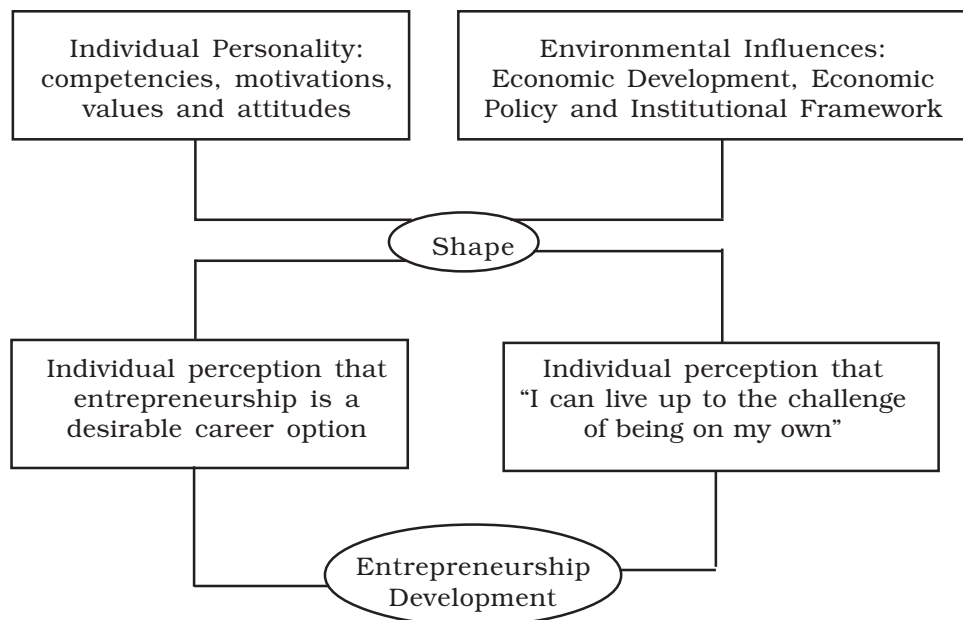 Individual Personality:
competencies, motivations,
values and attitudes
Environmental Influences:
Economic Development, Economic
Policy and Institutional Framework
Shape
Individual perception that
entrepreneurship is a
desirable career option
Individual perception that
“I can live up to the challenge
of being on my own”
Entrepreneurship
Development